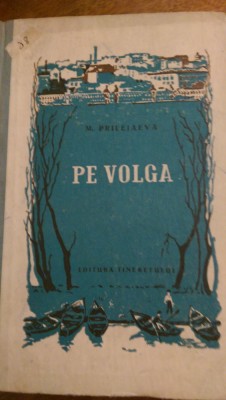 M. PRILEJAEVA
PE VOLGA
EDITURA TINERETULUI